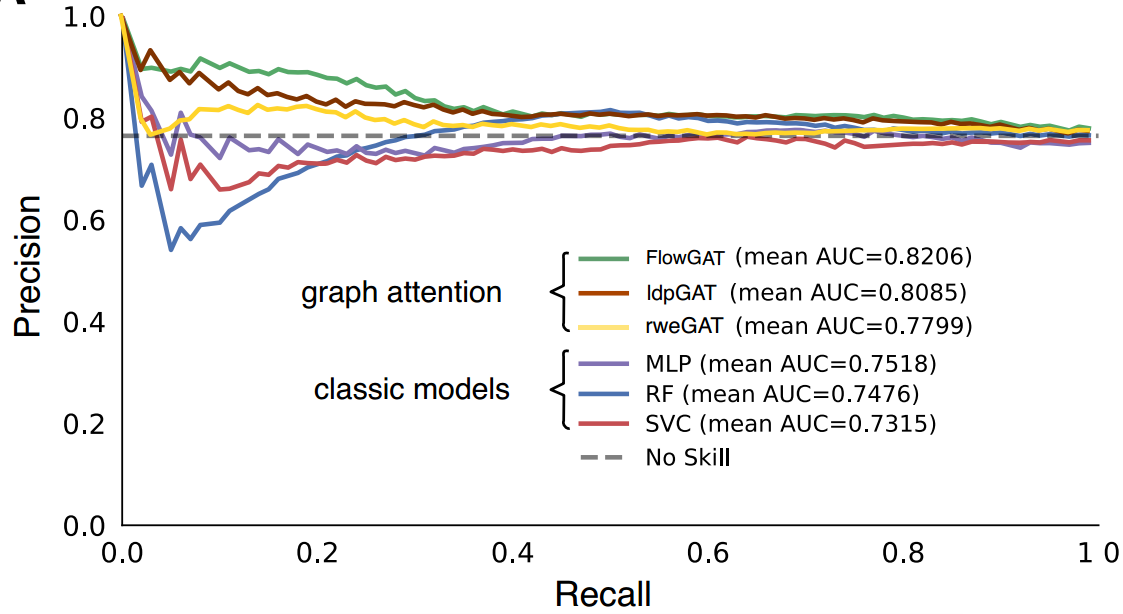 1.0
0.8
0.6
0.4
0.2
0.0
Precision
0.0 0.2 0.4 0.6 0.8 1 0
Recall
graph attention
FlowGAT (mean AUC=0.8206)
ldpGAT (mean AUC=0.8085)
rweGAT (mean AUC=0.7799)
classic models
MLP (mean AUC=0.7518)
RF (mean AUC=0.7476)
SVC (mean AUC=0.7315)
No Skill